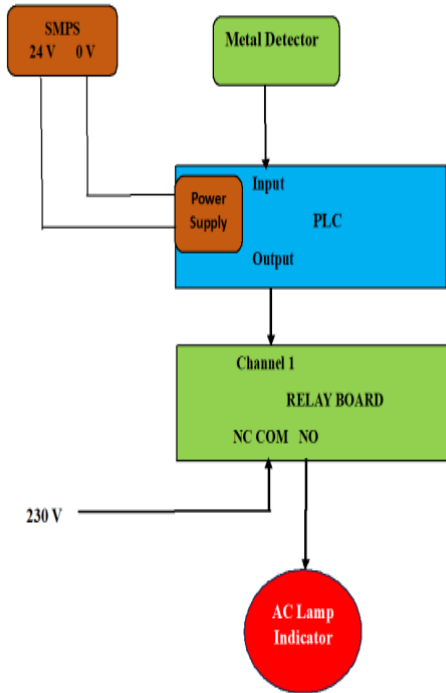 SMPS
24 V 0 V
Metal Detector
Input
Power
Supply
PLC
Output
Channel 1
RELAY BOARD
NC COM NO
230 V
AC Lamp
Indicator